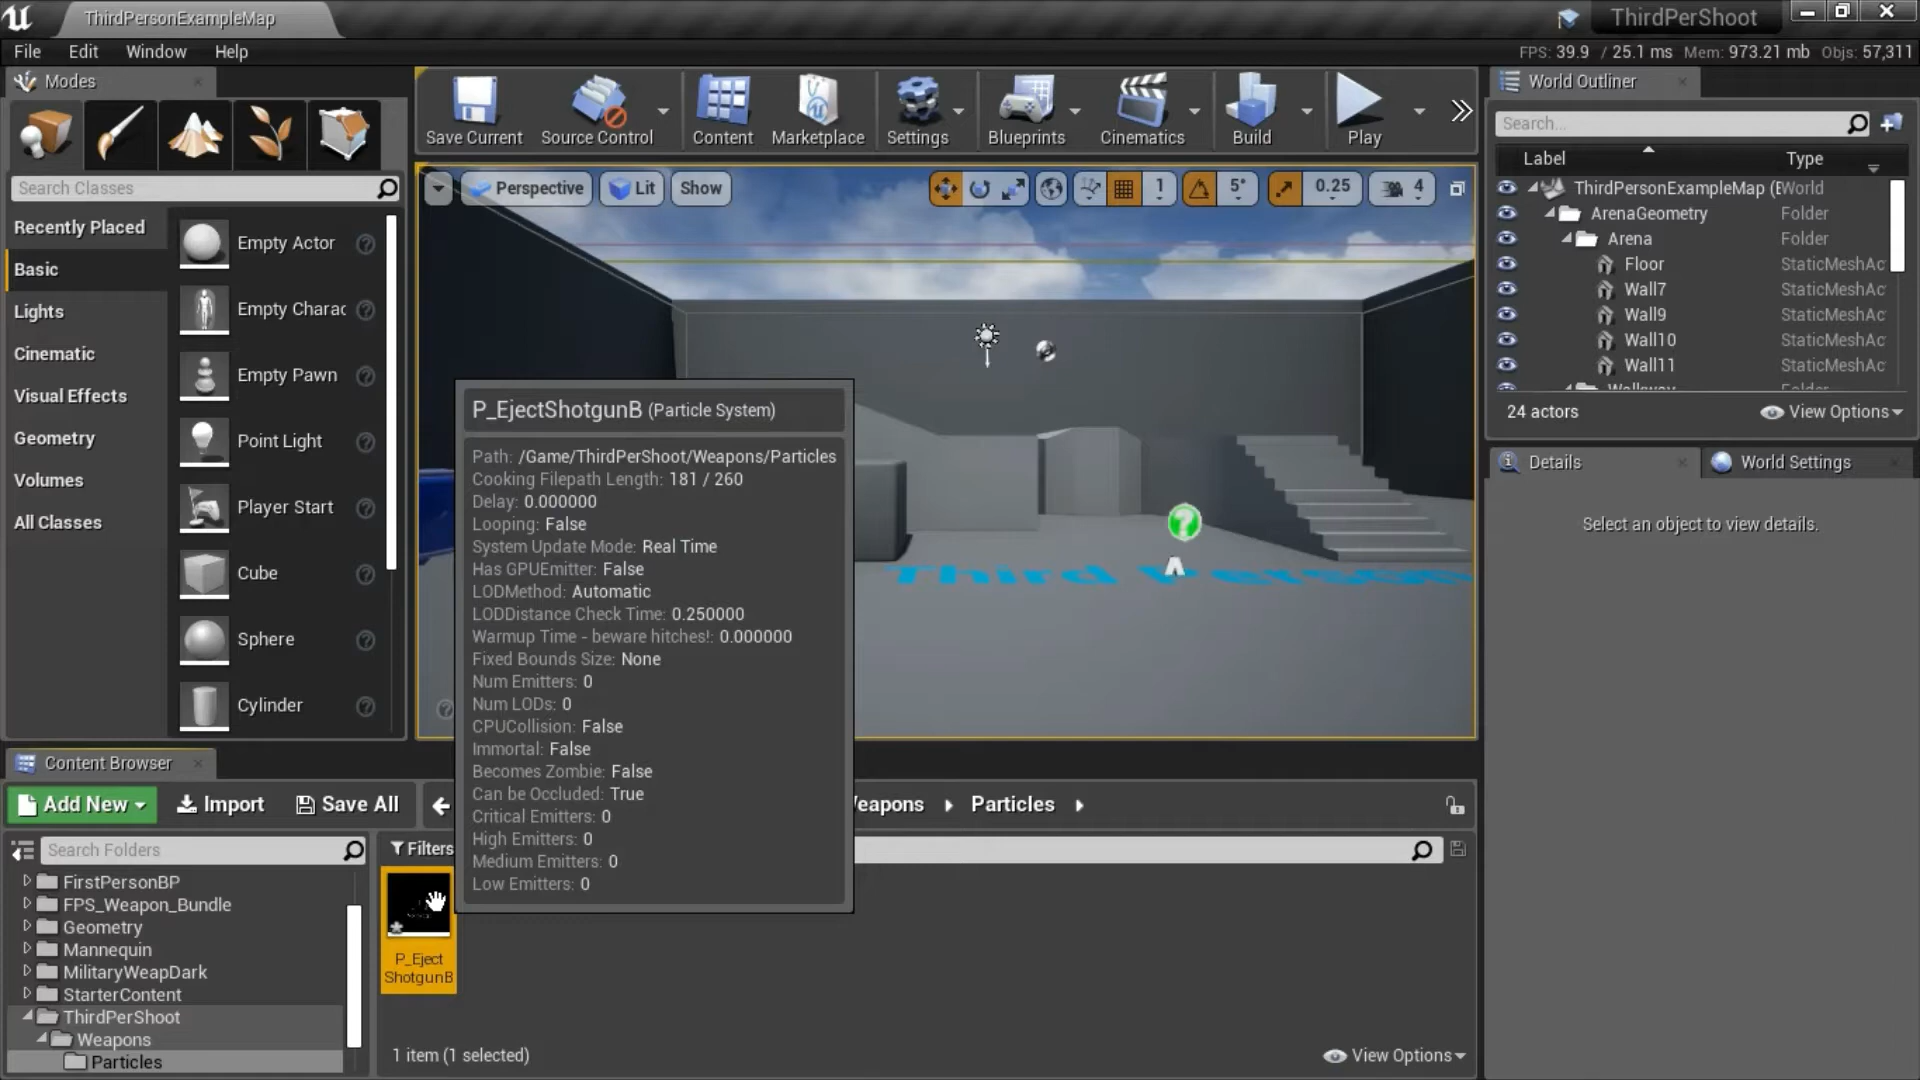 ThirdPersonExampleMap
ThirdPerShoot
File Edit Window Help
FPS: 39.9 / 25.1 ms Mem: 973.21 mb Objs: 57,311
Modes
Search Classes
Recently Placed
Basic
Lights
Cinematic
Visual Effects
Geometry
Volumes
All Classes
Empty Actor
Empty Charac
Empty Pawn
Point Light
Player Start
Cube
Sphere
Cylinder
Save Current
Source Control
Content
Marketplace
Settings
Blueprints
Cinematics
Build
Play
Perspective
Lit
Show
1
5°
0.25
4
Third Perso
P_EjectShotgunB (Particle System)
Path: /Game/ThirdPerShoot/Weapons/Particles
Cooking Filepath Length: 181 / 260
Delay: 0.000000
Looping: False
System Update Mode: Real Time
Has GPUEmitter: False
LODMethod: Automatic
LODDistance Check Time: 0.250000
Warmup Time - beware hitches!: 0.000000
Fixed Bounds Size: None
Num Emitters: 0
Num LODs: 0
CPUCollision: False
Immortal: False
Becomes Zombie: False
Can be Occluded: True
Critical Emitters: 0
High Emitters: 0
Medium Emitters: 0
Low Emitters: 0
World Outliner
Search...
Label Type
ThirdPersonExampleMap (E World
ArenaGeometry Folder
Arena Folder
Floor StaticMeshAc
Wall7 StaticMeshAc
Wall9 StaticMeshAc
Wall10 StaticMeshAc
Wall11 StaticMeshAc
Walkway Folder
24 actors
View Options
Details
World Settings
Select an object to view details.
Content Browser
Add New
Import
Save All
Weapons
Particles
Search Folders
Filters
FirstPersonBP
FPS_Weapon_Bundle
Geometry
Mannequin
MilitaryWeapDark
StarterContent
ThirdPerShoot
Weapons
Particles
P_Eject
ShotgunB
1 item (1 selected)
View Options